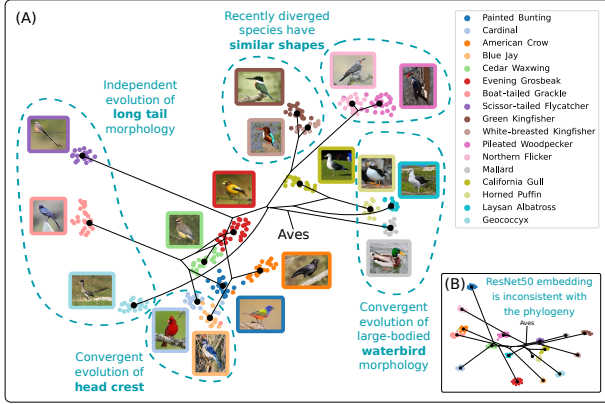 (A)
Recently diverged
species have
similar shapes
Independent
evolution of
long tail
morphology
Aves
Convergent
evolution of
head crest
Convergent
evolution of
large-bodied
waterbird
morphology
Painted Bunting
Cardinal
American Crow
Blue Jay
Cedar Waxwing
Evening Grosbeak
Boat-tailed Grackle
Scissor-tailed Flycatcher
Green Kingfisher
White-breasted Kingfisher
Pileated Woodpecker
Northern Flicker
Mallard
California Gull
Horned Puffin
Laysan Albatross
Geococcyx
(B)
ResNet50 embedding
is inconsistent with
the phylogeny
Aves